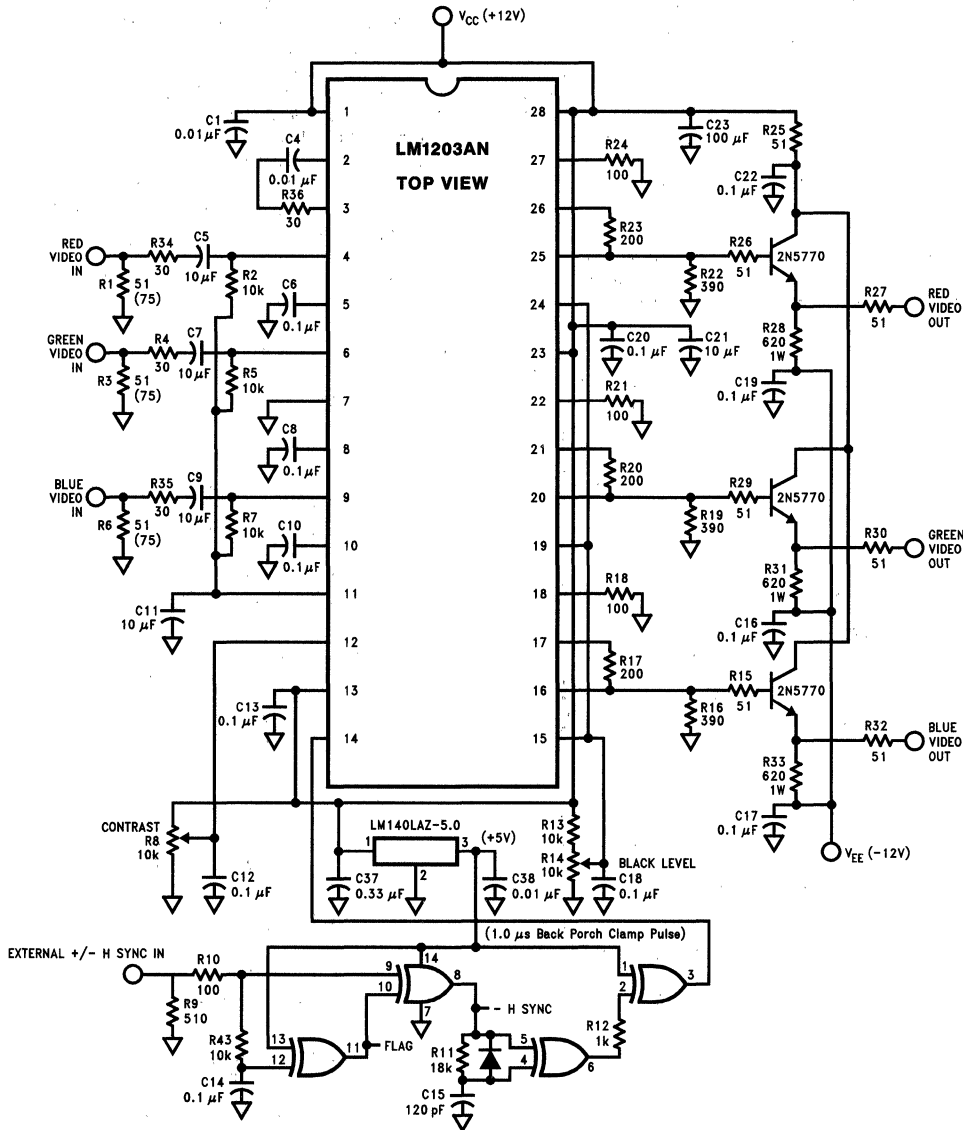 VCC (+12V)
LM1203AN
TOP VIEW
1
2
3
4
5
6
7
8
9
10
11
12
13
14
28
27
26
25
24
23
22
21
20
19
18
17
16
15
C1
0.01 μF
C4
0.01 μF
R36
30
RED
VIDEO
IN
R1
51
(75)
R34
30
C5
10 μF
R2
10k
C6
0.1 μF
GREEN
VIDEO
IN
R3
51
(75)
R4
30
C7
10 μF
R5
10k
C8
0.1 μF
BLUE
VIDEO
IN
R6
51
(75)
R35
30
C9
10 μF
R7
10k
C10
0.1 μF
C11
10 μF
C13
0.1 μF
C23
100 μF
R25
51
R24
100
C22
0.1 μF
R23
200
R26
51
2N5770
R22
390
R27
51
RED
VIDEO
OUT
R28
620
1W
C20
0.1 μF
C21
10 μF
C19
0.1 μF
R21
100
R20
200
R29
51
2N5770
R19
390
R30
51
GREEN
VIDEO
OUT
R31
620
1W
R18
100
C16
0.1 μF
R17
200
R15
51
2N5770
R16
390
R32
51
BLUE
VIDEO
OUT
R33
620
1W
C17
0.1 μF
VEE (-12V)
CONTRAST
R8
10k
C12
0.1 μF
LM140LAZ-5.0
1
2
3
(+5V)
C37
0.33 μF
C38
0.01 μF
R13
10k
R14
10k
BLACK LEVEL
C18
0.1 μF
(1.0 μs Back Porch Clamp Pulse)
EXTERNAL +/- H SYNC IN
R10
100
R9
510
R43
10k
C14
0.1 μF
13
12
11
FLAG
9
10
14
7
8
- H SYNC
R11
18k
C15
120 pF
5
4
6
R12
1k
1
2
3